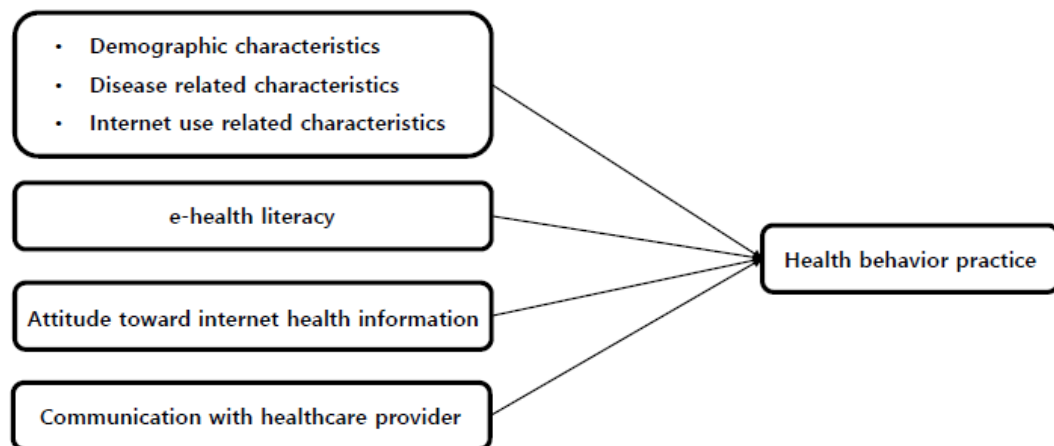 • Demographic characteristics
• Disease related characteristics
• Internet use related characteristics
e-health literacy
Attitude toward internet health information
Communication with healthcare provider
Health behavior practice